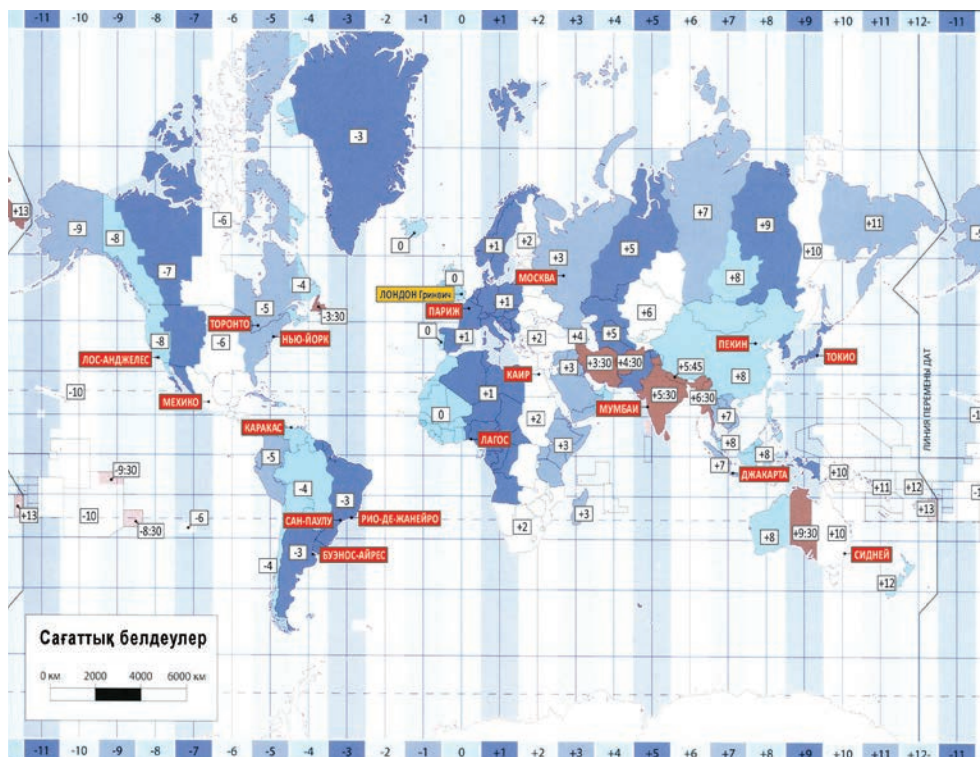 -11 -10 -9 -8 -7 -6 -5 -4 -3 -2 -1 0 +1 +2 +3 +4 +5 +6 +7 +8 +9 +10 +11 +12- -11
-3
+13
-9
-8
-7
-6
-5
-4
-3:30
0
+1
+2
+3
+5
+7
+9
+10
+11
МОСКВА
0
ЛОНДОН Гринвич
ПАРИЖ
+1
+8
+6
ТОРОНТО
НЬЮ-ЙОРК
-8
-6
0
+1
+2
+4
+5
ПЕКИН
ТОКИО
ЛОС-АНДЖЕЛЕС
КАИР
+3
+3:30
+4:30
+5:45
+8
-10
МЕХИКО
+1
МУМБАИ
+5:30
+6:30
ЛИНИЯ ПЕРЕМЕНЫ ДАТ
КАРАКАС
0
ЛАГОС
+2
+7
-5
+3
+8
+8
-9:30
-4
-3
+7
ДЖАКАРТА
+10
+13
-10
-8:30
-6
САН-ПАУЛУ
РИО-ДЕ-ЖАНЕЙРО
+3
+11
+12
+13
-4
-3
БУЭНОС-АЙРЕС
+2
+8
+9:30
+10
СИДНЕЙ
+12
Сағаттық белдеулер
0 км 2000 4000 6000 км
-11 -10 -9 -8 -7 -6 -5 -4 -3 -2 -1 0 +1 +2 +3 +4 +5 +6 +7 +8 +9 +10 +11 +12- -11